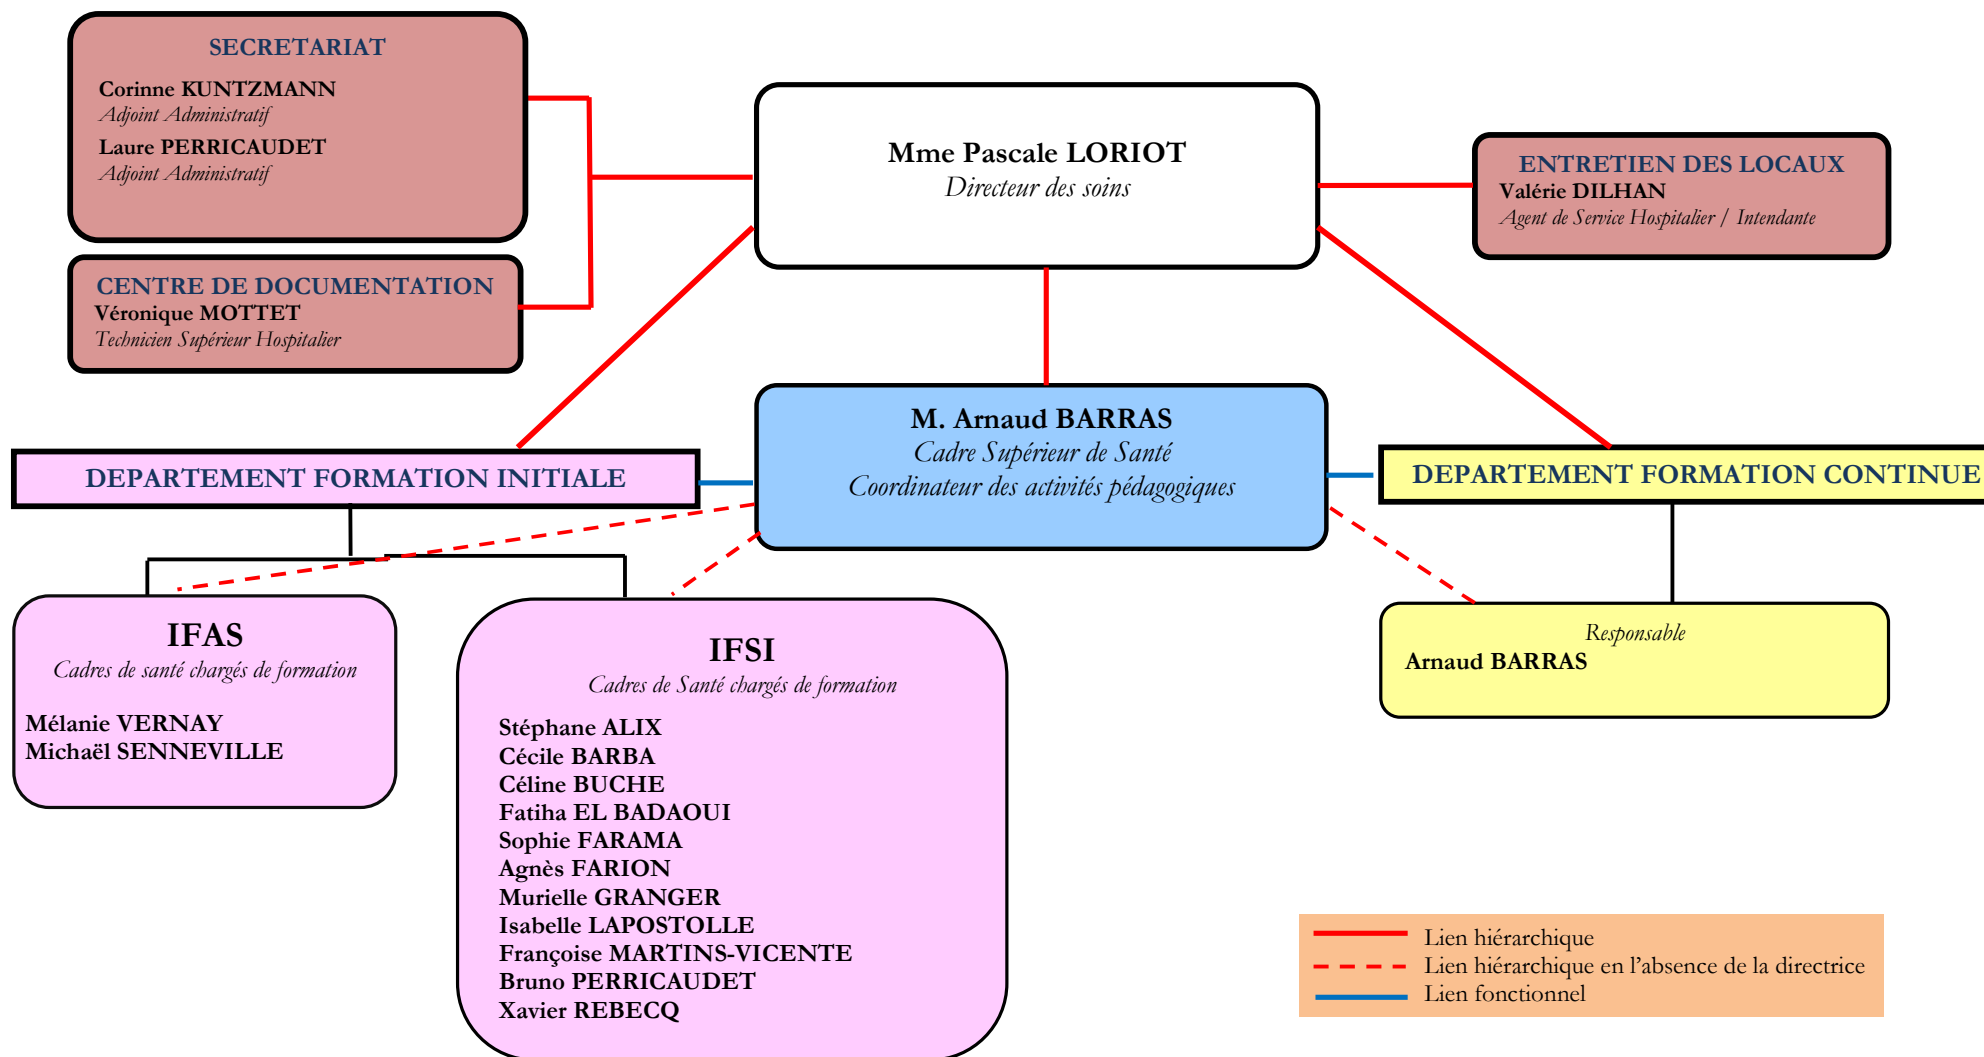 SECRETARIAT
Corinne KUNTZMANN
Adjoint Administratif
Laure PERRICAUDET
Adjoint Administratif
CENTRE DE DOCUMENTATION
Véronique MOTTET
Technicien Supérieur Hospitalier
Mme Pascale LORIOT
Directeur des soins
ENTRETIEN DES LOCAUX
Valérie DILHAN
Agent de Service Hospitalier / Intendante
M. Arnaud BARRAS
Cadre Supérieur de Santé
Coordinateur des activités pédagogiques
DEPARTEMENT FORMATION INITIALE
DEPARTEMENT FORMATION CONTINUE
IFAS
Cadres de santé chargés de formation
Mélanie VERNAY
Michaël SENNEVILLE
IFSI
Cadres de Santé chargés de formation
Stéphane ALIX
Cécile BARBA
Céline BUCHE
Fatiha EL BADAOUI
Sophie FARAMA
Agnès FARION
Murielle GRANGER
Isabelle LAPOSTOLLE
Françoise MARTINS-VICENTE
Bruno PERRICAUDET
Xavier REBECQ
Responsable
Arnaud BARRAS
Lien hiérarchique
Lien hiérarchique en l'absence de la directrice
Lien fonctionnel